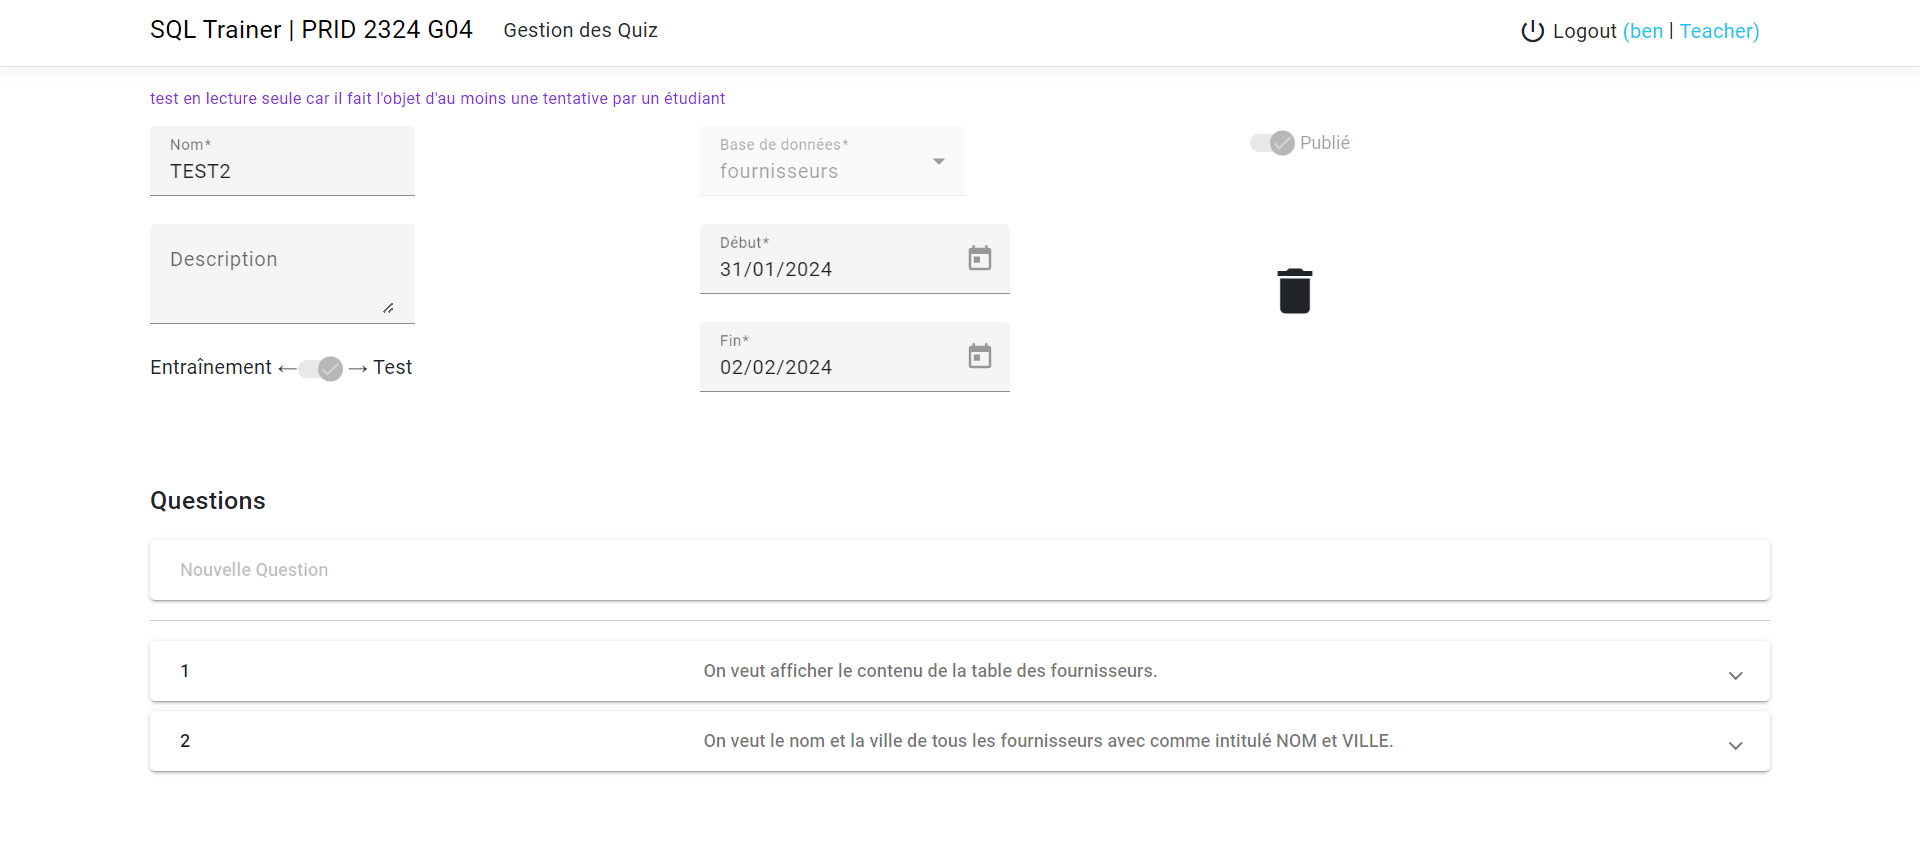 SQL Trainer | PRID 2324 G04 Gestion des Quiz Logout (ben | Teacher)
test en lecture seule car il fait l'objet d'au moins une tentative par un étudiant
Nom*
TEST2
Base de données*
fournisseurs
Publié
Description
Début*
31/01/2024
Fin*
02/02/2024
Entraînement ← → Test
Questions
Nouvelle Question
1 On veut afficher le contenu de la table des fournisseurs.
2 On veut le nom et la ville de tous les fournisseurs avec comme intitulé NOM et VILLE.